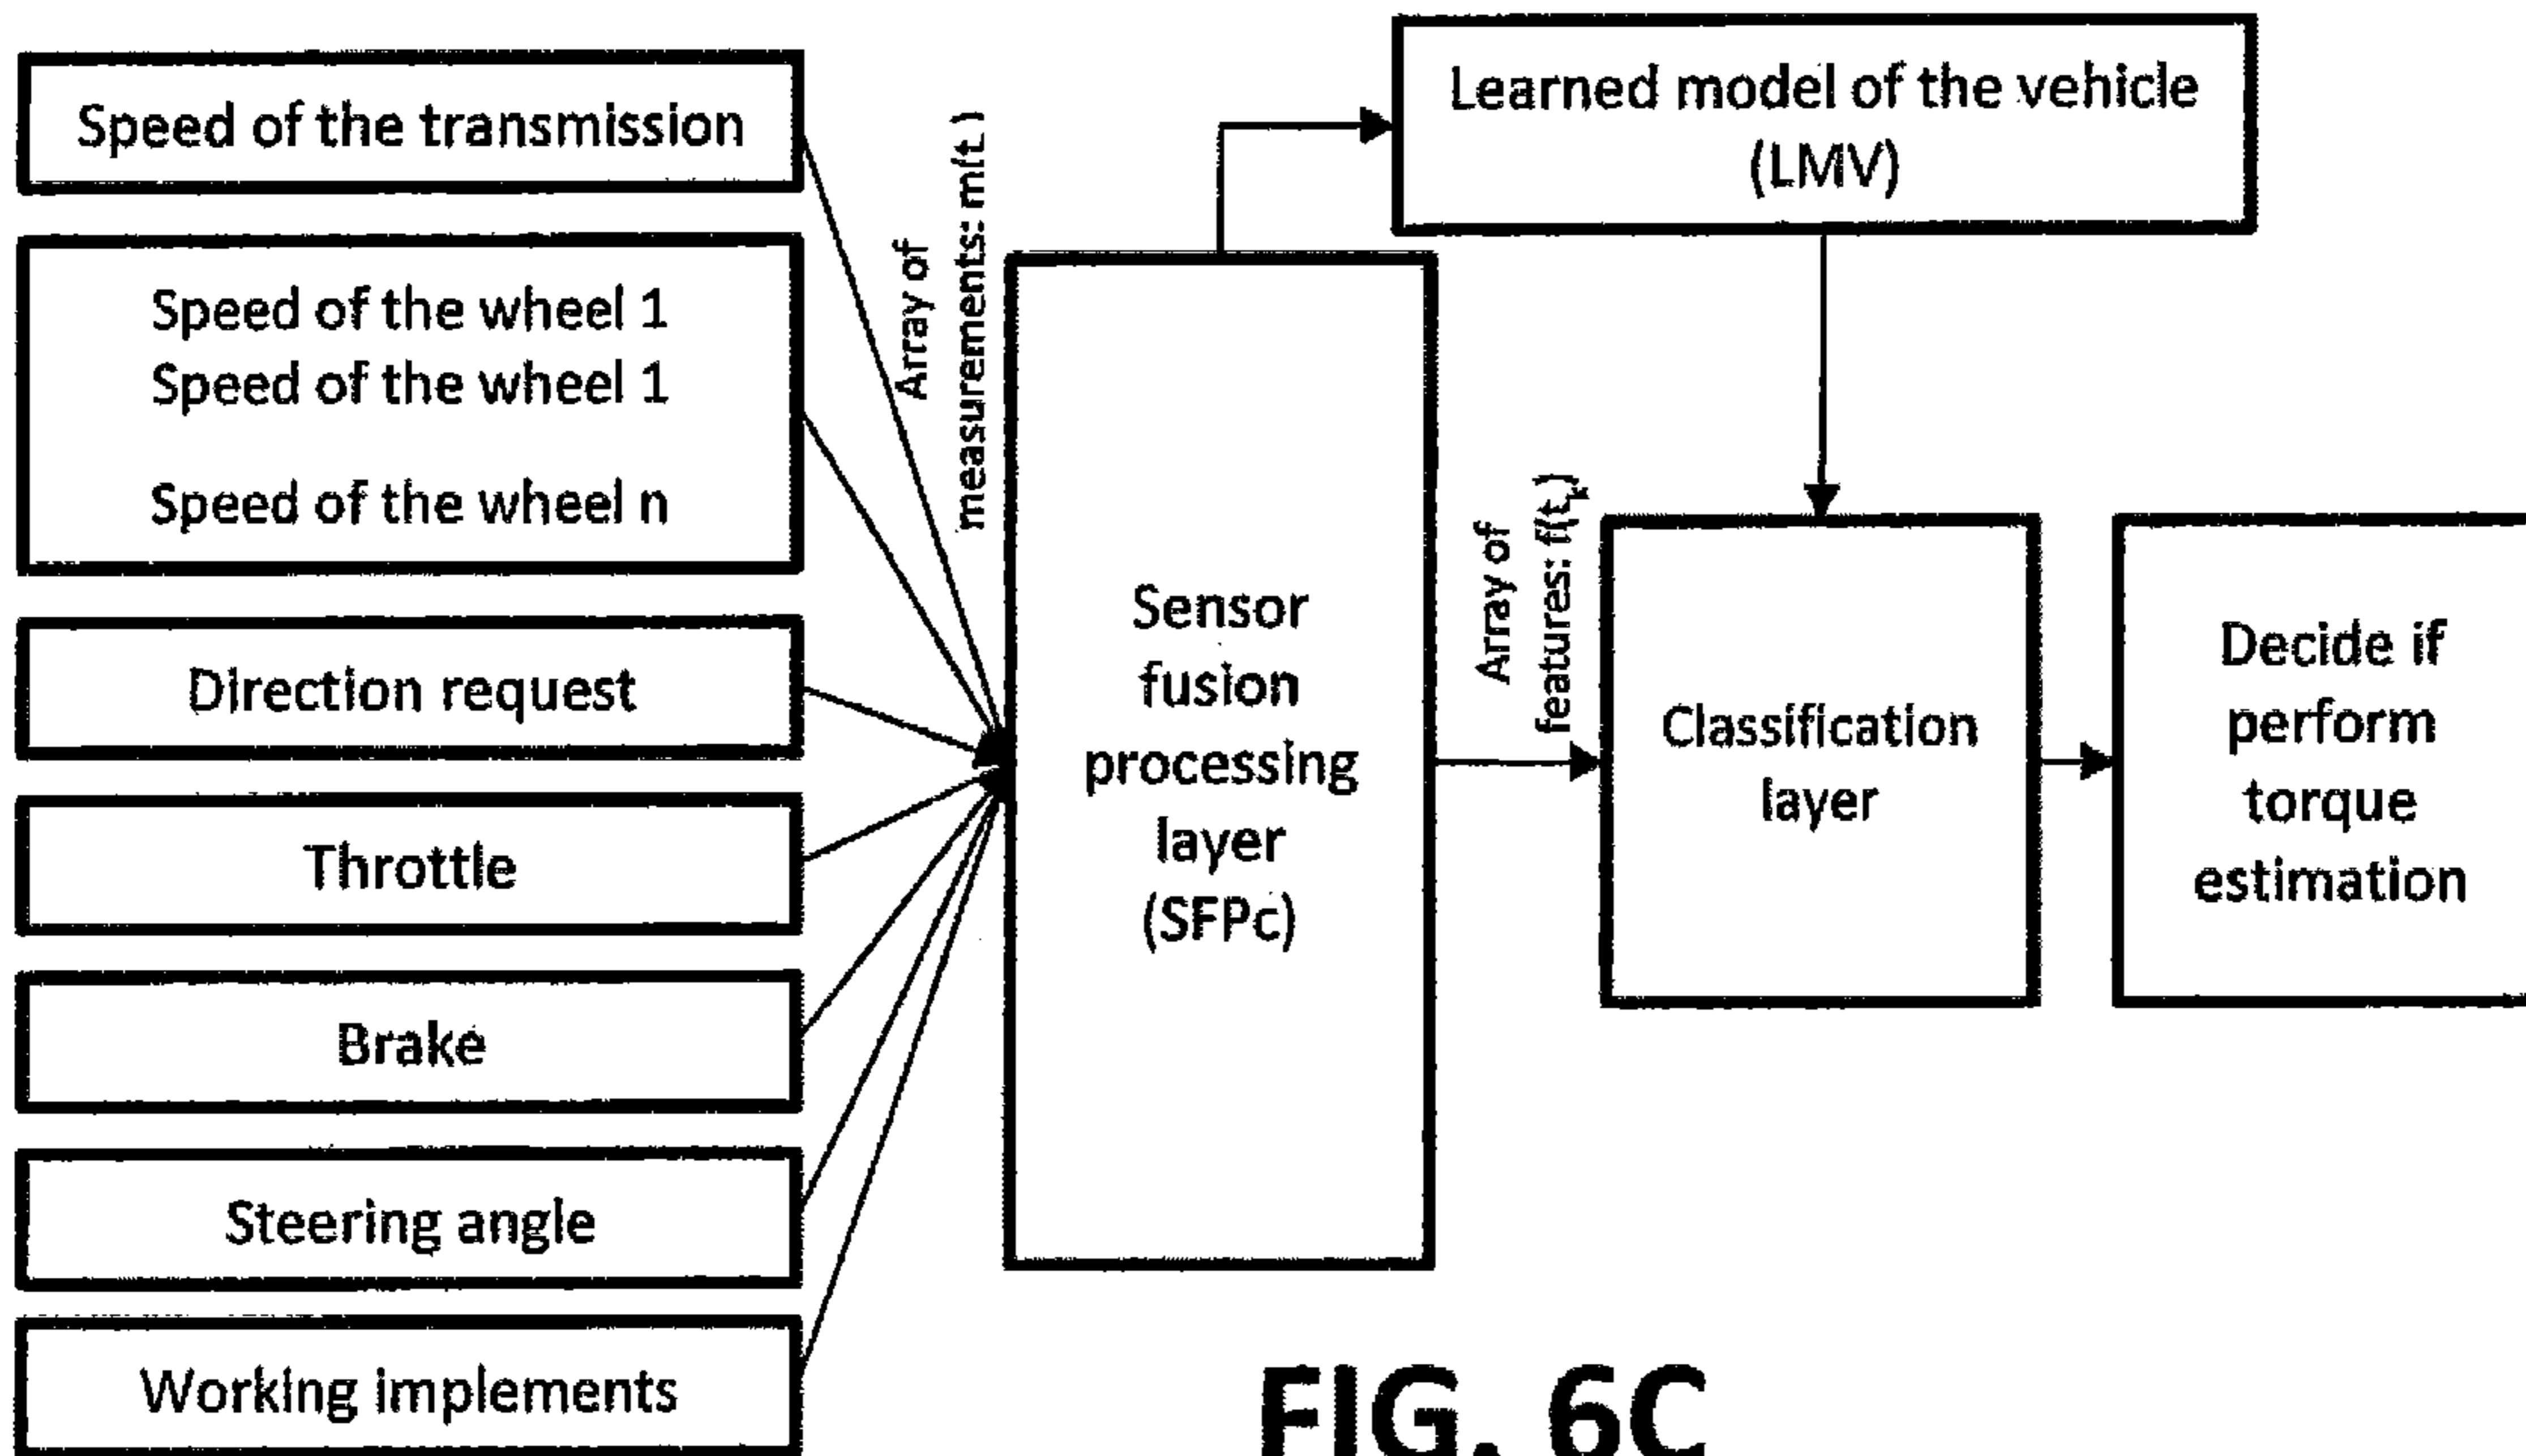 Speed of the transmission
Speed of the wheel 1
Speed of the wheel 1
Speed of the wheel n
Direction request
Throttle
Brake
Steering angle
Working implements
Array of
measurements: m(t )
Sensor
fusion
processing
layer
(SFPc)
Learned model of the vehicle
(LMV)
Array of
features: f(t_k)
Classification
layer
Decide if
perform
torque
estimation
FIG. 6C